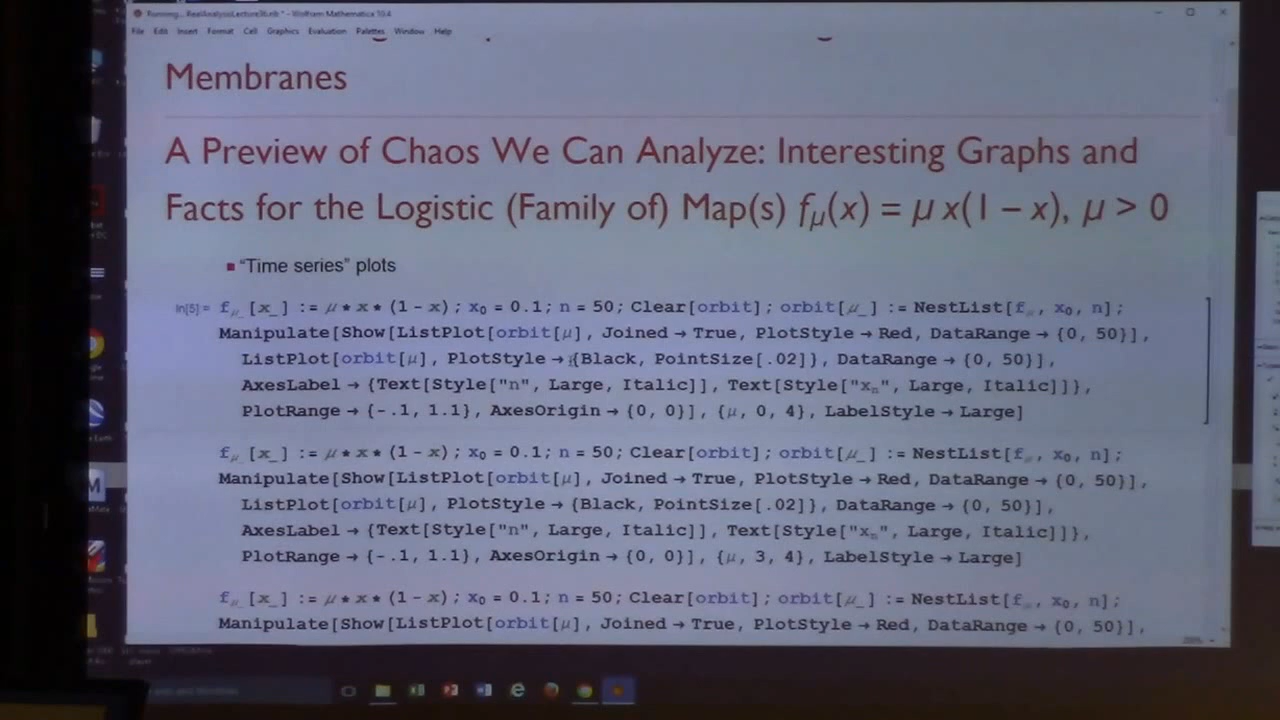 Running...RealAnalysisLecture36.nb * - Wolfram Mathematica 10.4
File Edit Insert Format Cell Graphics Evaluation Palettes Window Help
Membranes
A Preview of Chaos We Can Analyze: Interesting Graphs and
Facts for the Logistic (Family of) Map(s) fμ(x) = μ x(1 − x), μ > 0
■ "Time series" plots
In[5]:= fμ_[x_] := μ * x * (1 - x); x₀ = 0.1; n = 50; Clear[orbit]; orbit[μ_] := NestList[fμ, x₀, n];
Manipulate[Show[ListPlot[orbit[μ], Joined → True, PlotStyle → Red, DataRange → {0, 50}],
ListPlot[orbit[μ], PlotStyle → {Black, PointSize[.02]}, DataRange → {0, 50}],
AxesLabel → {Text[Style["n", Large, Italic]], Text[Style["xₙ", Large, Italic]]},
PlotRange → {-.1, 1.1}, AxesOrigin → {0, 0}], {μ, 0, 4}, LabelStyle → Large]
fμ_[x_] := μ * x * (1 - x); x₀ = 0.1; n = 50; Clear[orbit]; orbit[μ_] := NestList[fμ, x₀, n];
Manipulate[Show[ListPlot[orbit[μ], Joined → True, PlotStyle → Red, DataRange → {0, 50}],
ListPlot[orbit[μ], PlotStyle → {Black, PointSize[.02]}, DataRange → {0, 50}],
AxesLabel → {Text[Style["n", Large, Italic]], Text[Style["xₙ", Large, Italic]]},
PlotRange → {-.1, 1.1}, AxesOrigin → {0, 0}], {μ, 3, 4}, LabelStyle → Large]
fμ_[x_] := μ * x * (1 - x); x₀ = 0.1; n = 50; Clear[orbit]; orbit[μ_] := NestList[fμ, x₀, n];
Manipulate[Show[ListPlot[orbit[μ], Joined → True, PlotStyle → Red, DataRange → {0, 50}],